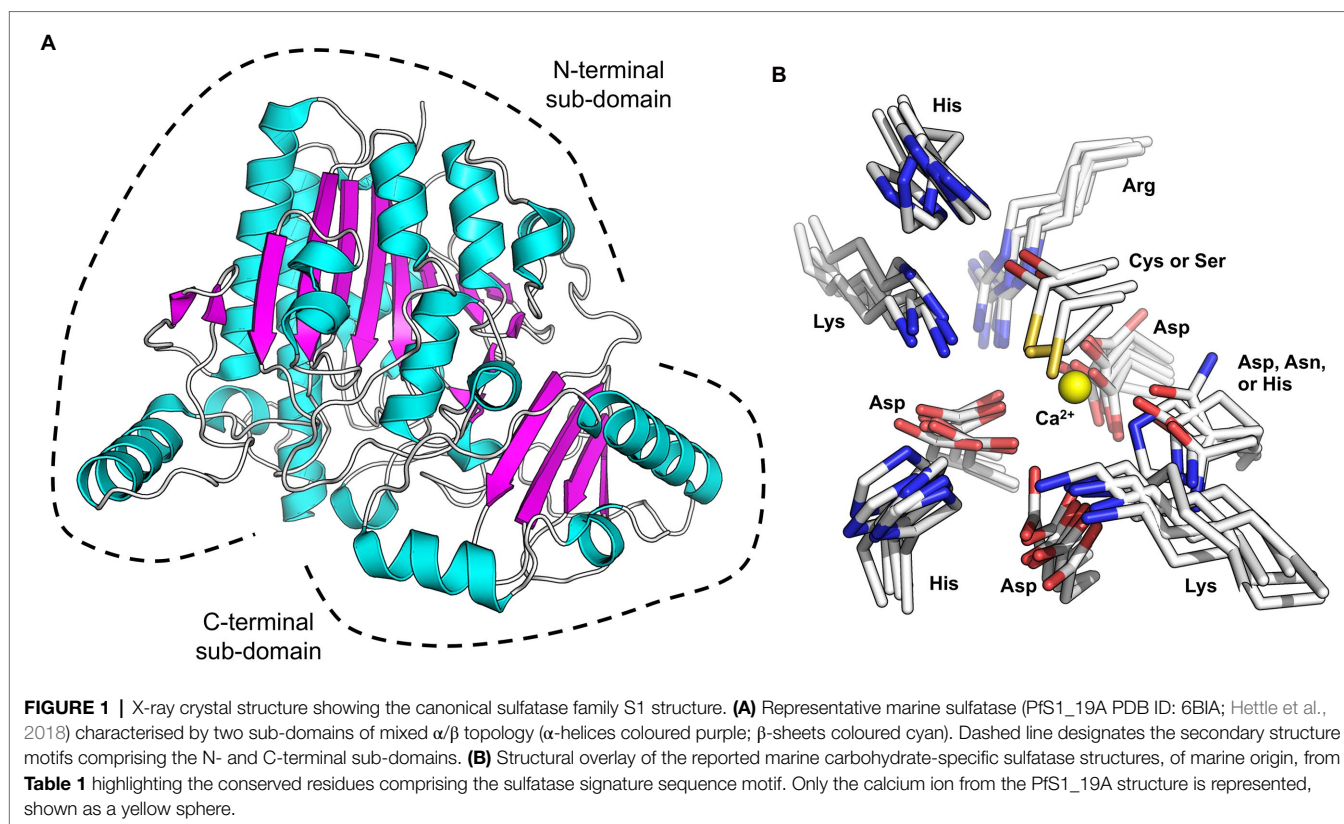 A
N-terminal
sub-domain
C-terminal
sub-domain
B
His
Arg
Cys or Ser
Lys
Asp
Asp, Asn,
or His
Asp
Ca²⁺
His
Asp
Lys
FIGURE 1 | X-ray crystal structure showing the canonical sulfatase family S1 structure. (A) Representative marine sulfatase (PfS1_19A PDB ID: 6BIA; Hettle et al.,
2018) characterised by two sub-domains of mixed α/β topology (α-helices coloured purple; β-sheets coloured cyan). Dashed line designates the secondary structure
motifs comprising the N- and C-terminal sub-domains. (B) Structural overlay of the reported marine carbohydrate-specific sulfatase structures, of marine origin, from
Table 1 highlighting the conserved residues comprising the sulfatase signature sequence motif. Only the calcium ion from the PfS1_19A structure is represented,
shown as a yellow sphere.